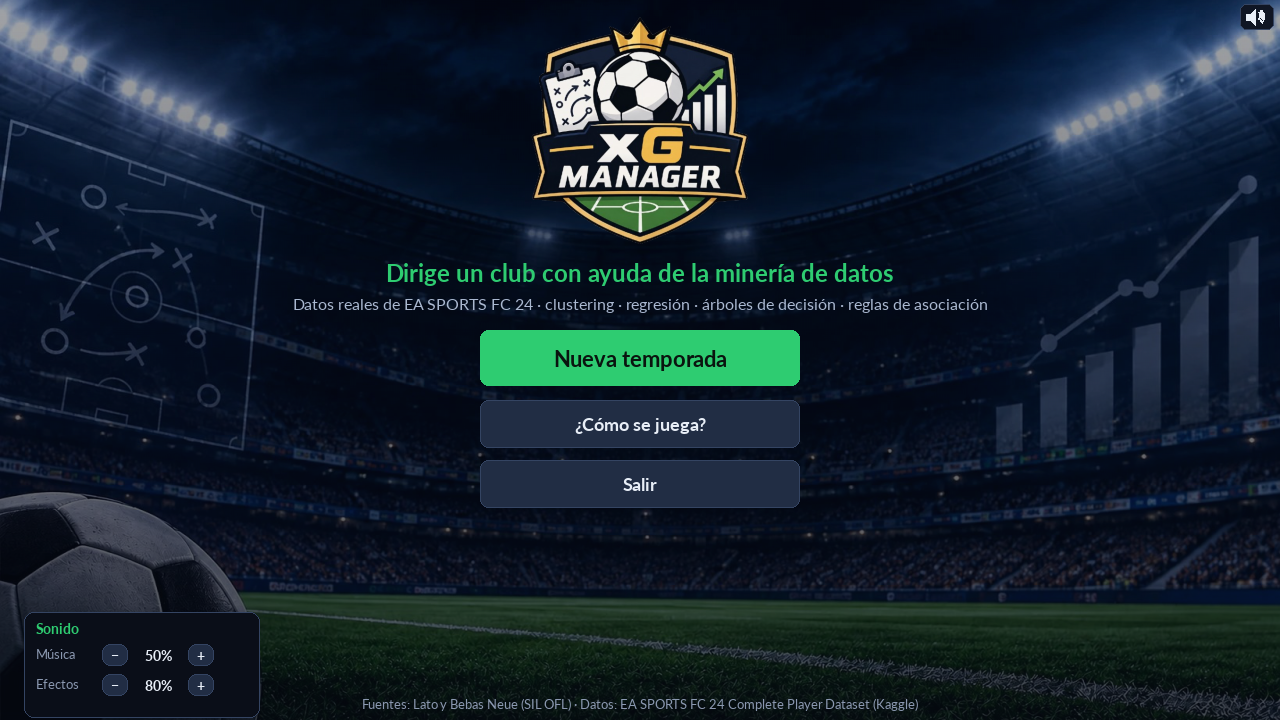 xG
MANAGER
Dirige un club con ayuda de la minería de datos
Datos reales de EA SPORTS FC 24 · clustering · regresión · árboles de decisión · reglas de asociación
Nueva temporada
¿Cómo se juega?
Salir
Sonido
Música − 50% +
Efectos − 80% +
Fuentes: Lato y Bebas Neue (SIL OFL) · Datos: EA SPORTS FC 24 Complete Player Dataset (Kaggle)